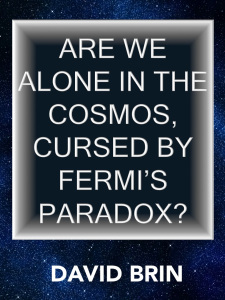 ARE WE
ALONE IN THE
COSMOS,
CURSED BY
FERMI'S
PARADOX?
DAVID BRIN